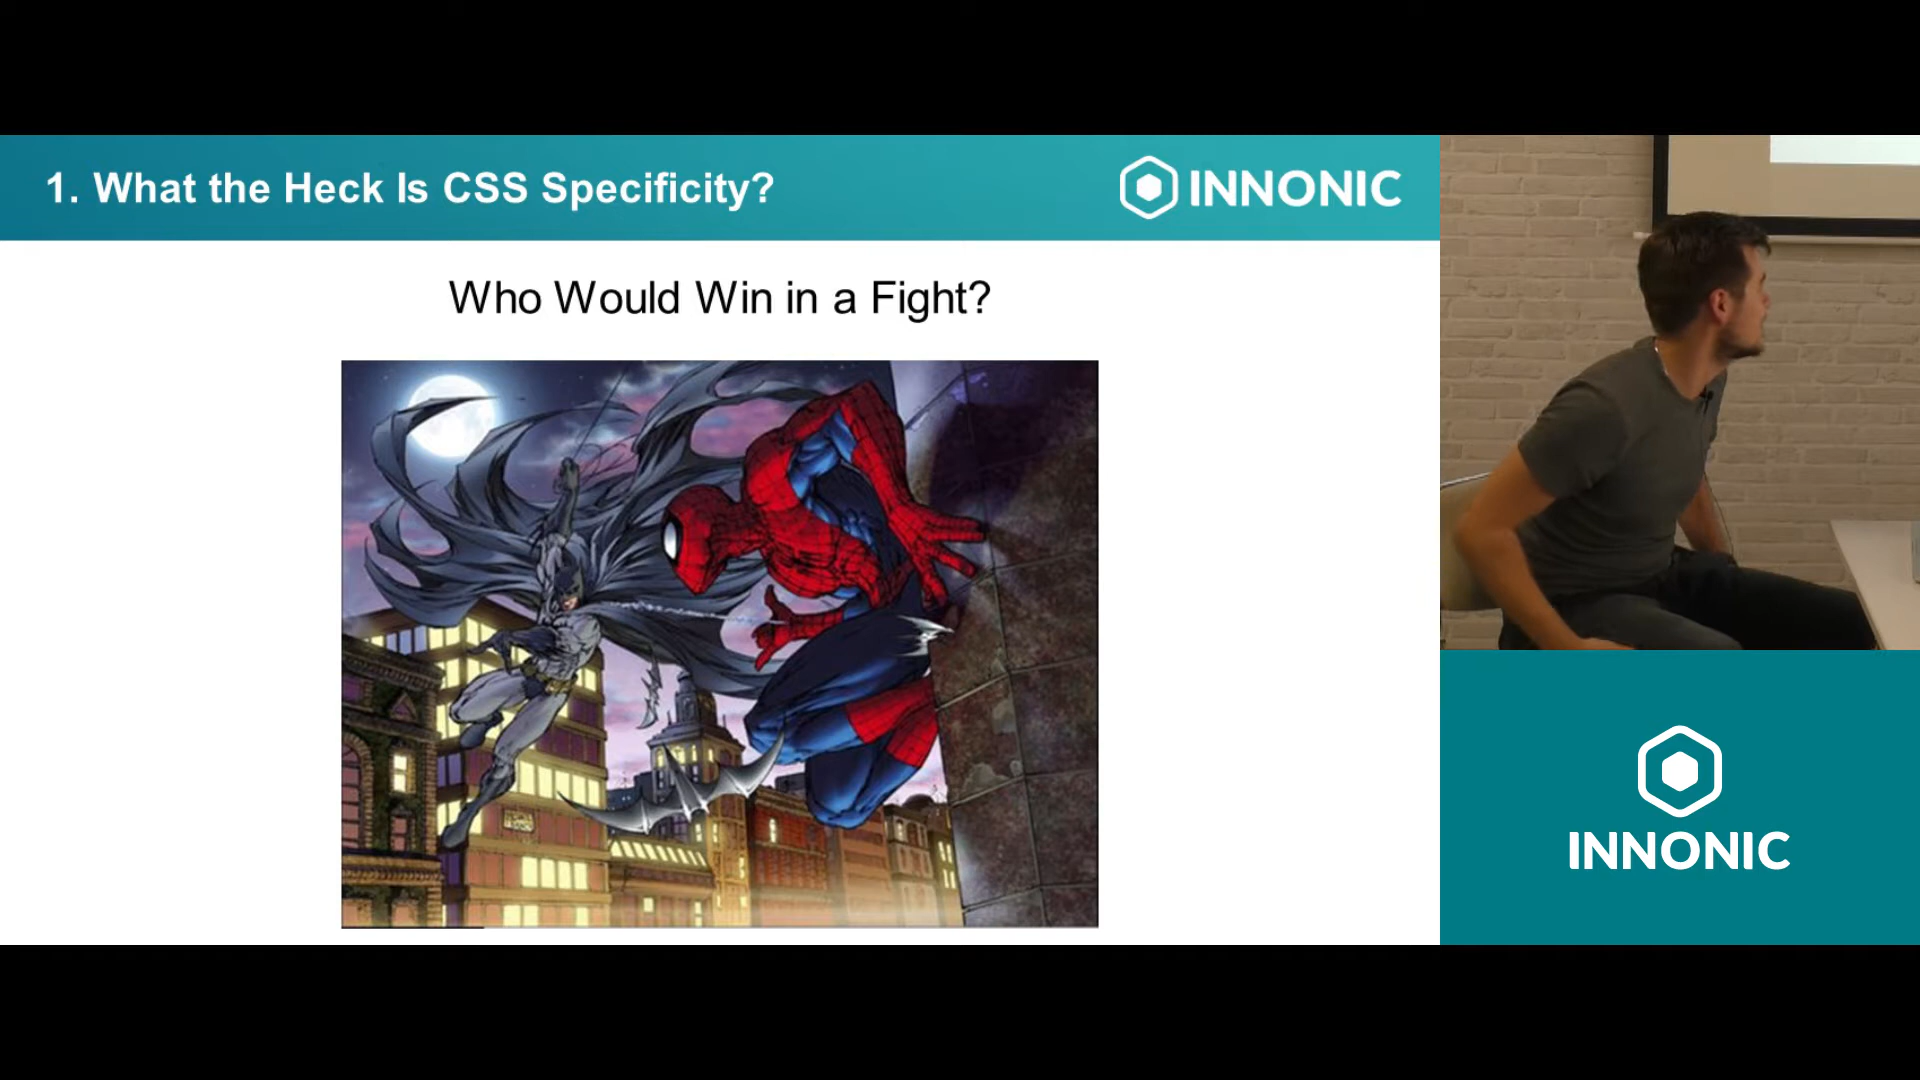 1. What the Heck Is CSS Specificity?
INNONIC
Who Would Win in a Fight?
INNONIC